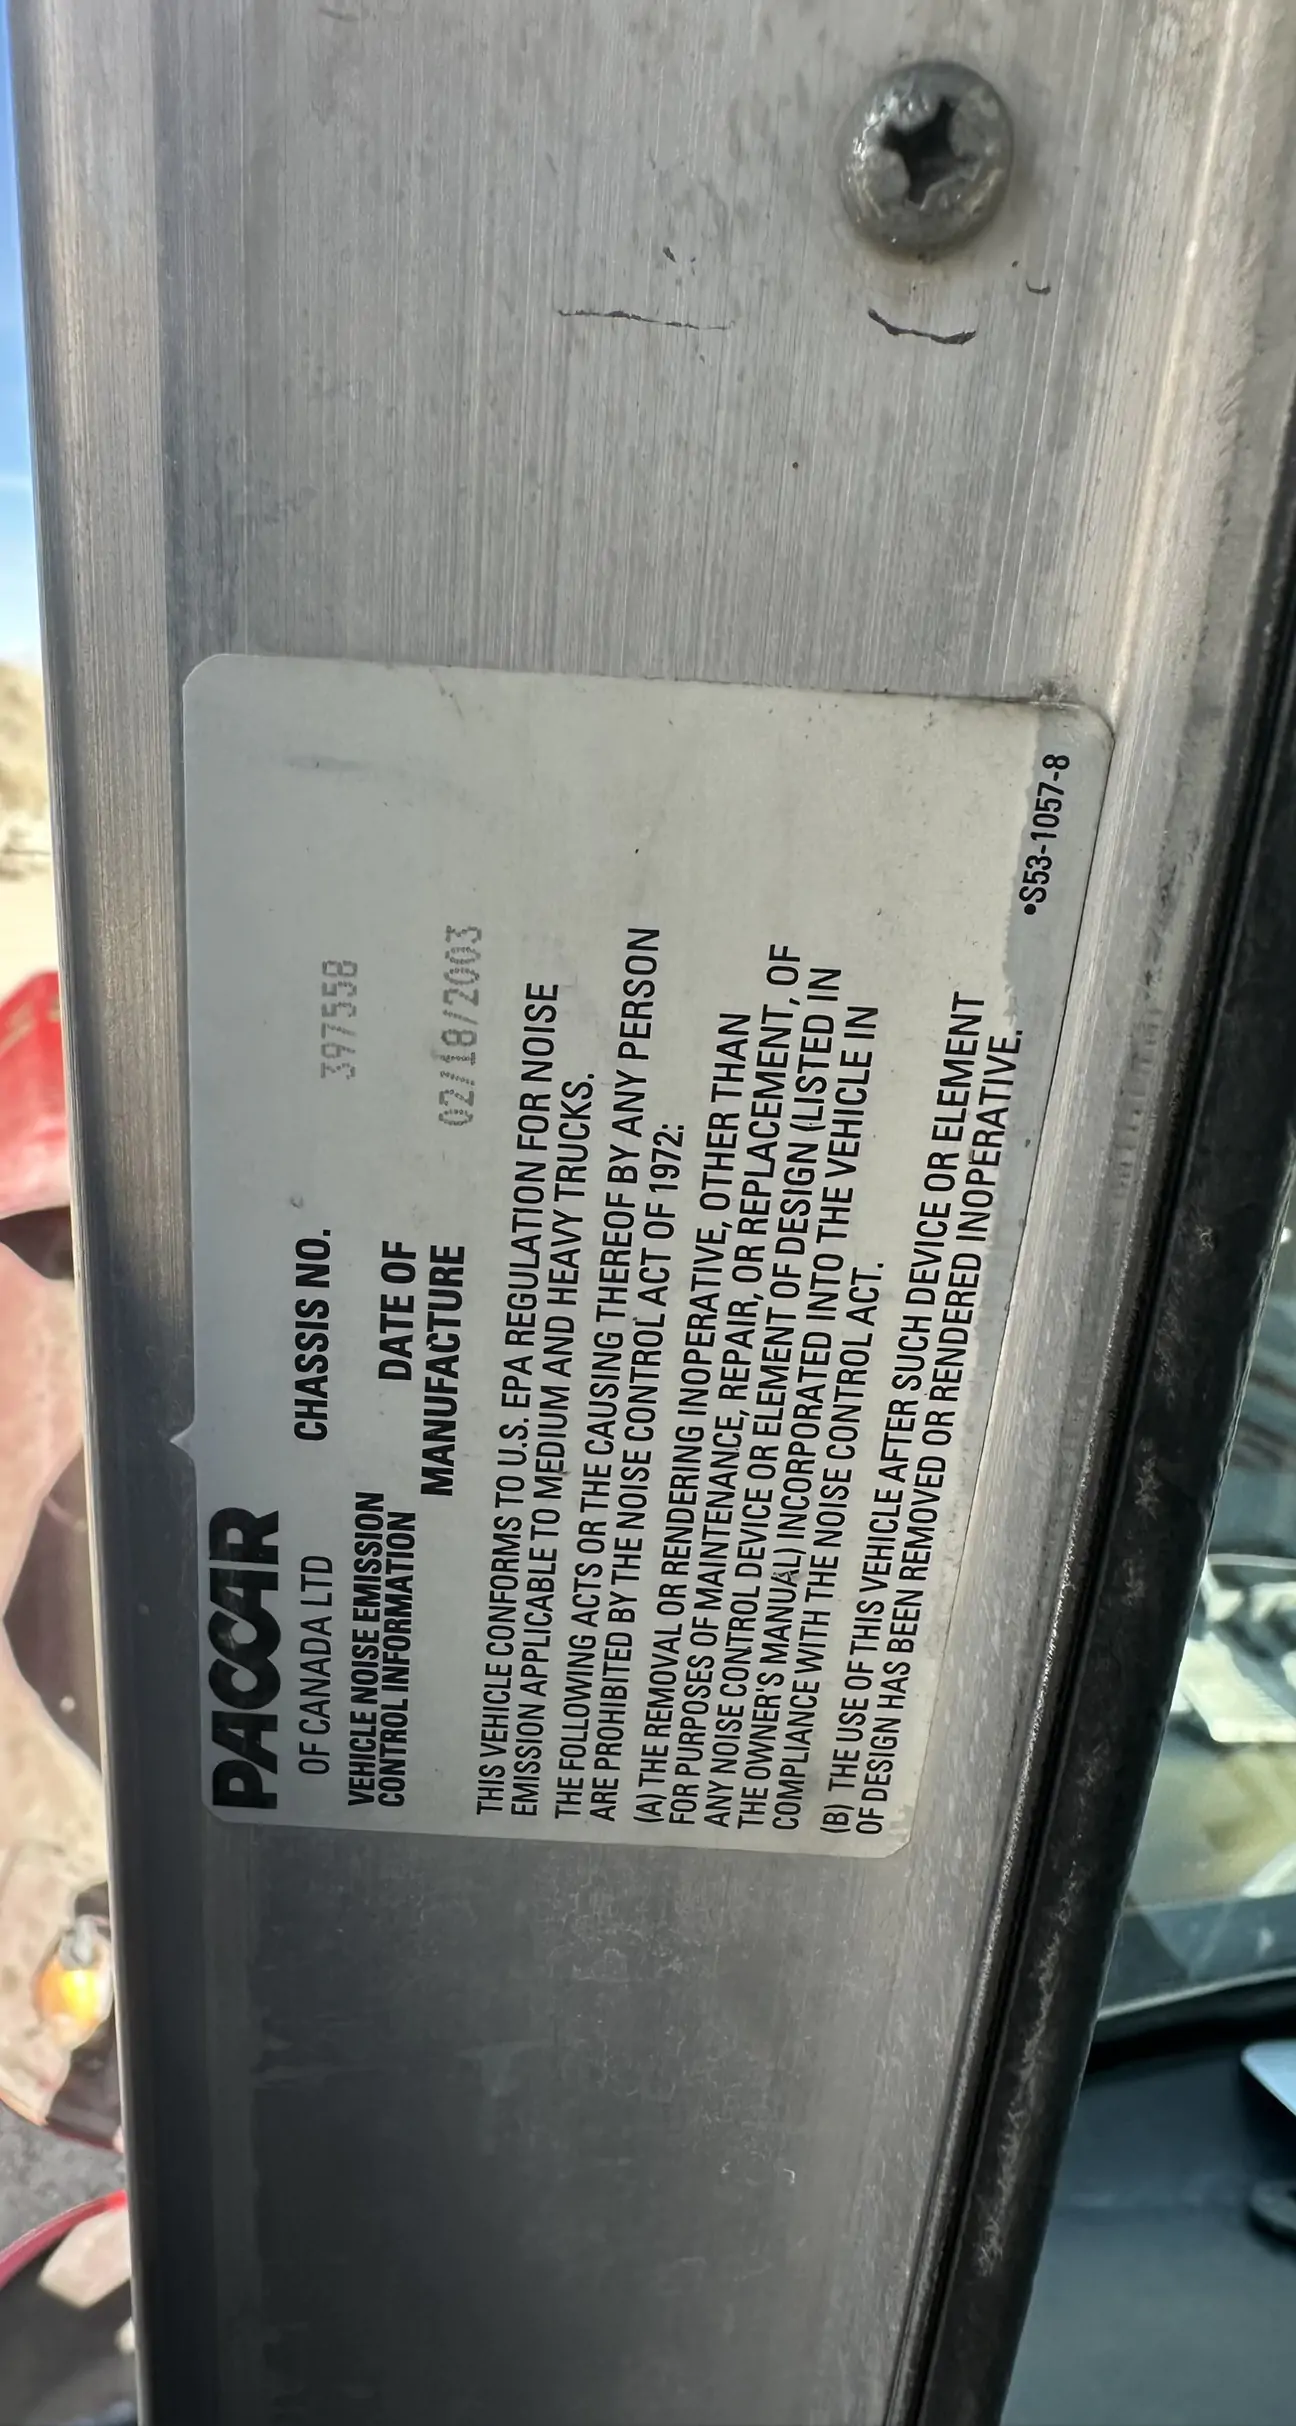 PACCAR
OF CANADA LTD
VEHICLE NOISE EMISSION
CONTROL INFORMATION
CHASSIS NO. 397558
DATE OF
MANUFACTURE 02/18/2003
THIS VEHICLE CONFORMS TO U.S. EPA REGULATION FOR NOISE
EMISSION APPLICABLE TO MEDIUM AND HEAVY TRUCKS.
THE FOLLOWING ACTS OR THE CAUSING THEREOF BY ANY PERSON
ARE PROHIBITED BY THE NOISE CONTROL ACT OF 1972:
(A) THE REMOVAL OR RENDERING INOPERATIVE, OTHER THAN
FOR PURPOSES OF MAINTENANCE, REPAIR, OR REPLACEMENT, OF
ANY NOISE CONTROL DEVICE OR ELEMENT OF DESIGN (LISTED IN
THE OWNER'S MANUAL) INCORPORATED INTO THE VEHICLE IN
COMPLIANCE WITH THE NOISE CONTROL ACT.
(B) THE USE OF THIS VEHICLE AFTER SUCH DEVICE OR ELEMENT
OF DESIGN HAS BEEN REMOVED OR RENDERED INOPERATIVE.
•S53-1057-8